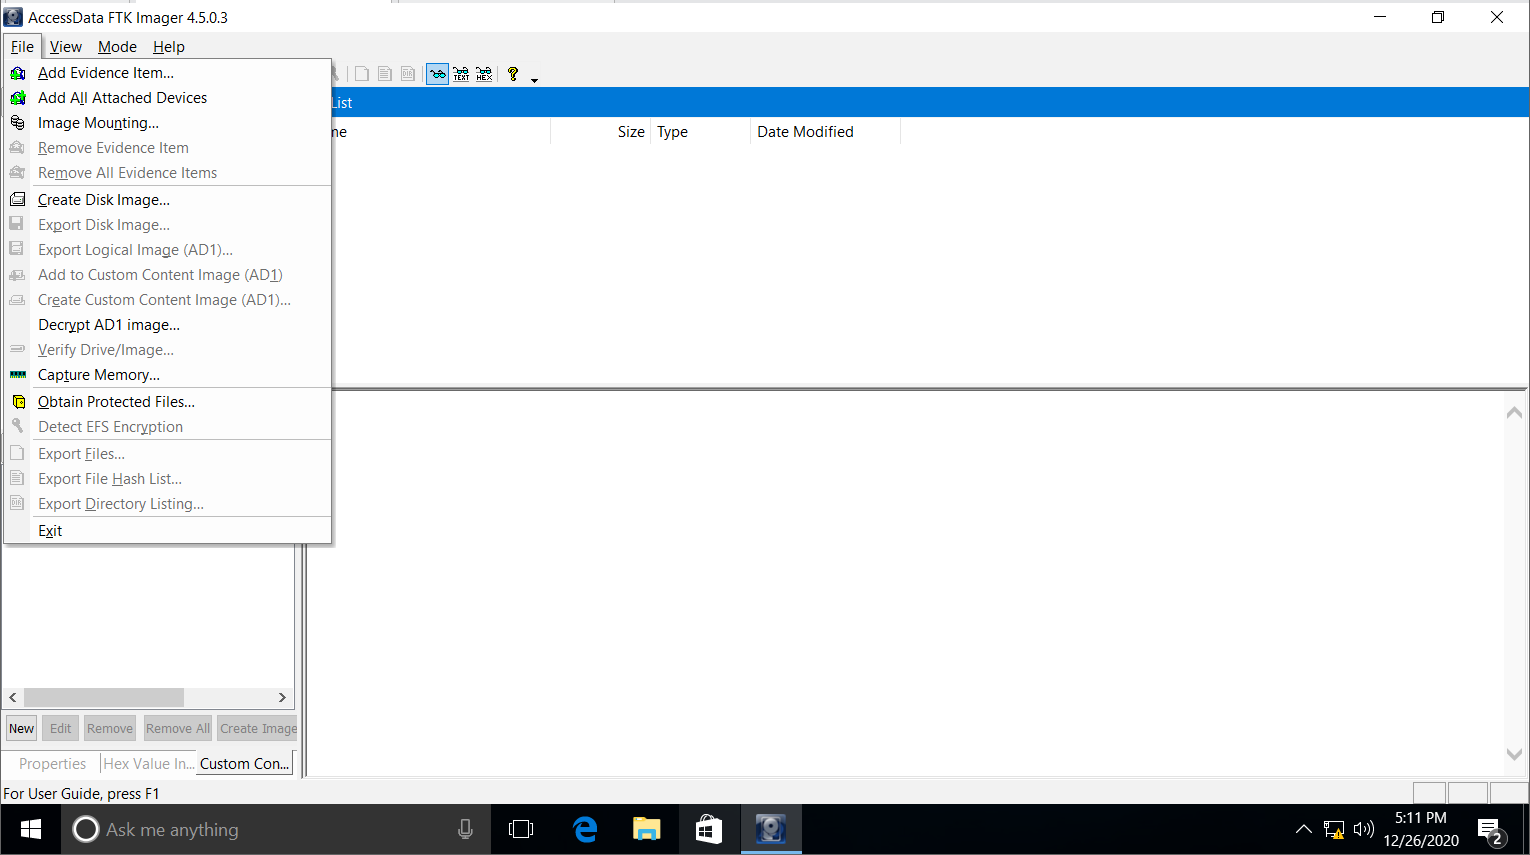 AccessData FTK Imager 4.5.0.3
File View Mode Help
Add Evidence Item...
Add All Attached Devices
Image Mounting...
Remove Evidence Item
Remove All Evidence Items
Create Disk Image...
Export Disk Image...
Export Logical Image (AD1)...
Add to Custom Content Image (AD1)
Create Custom Content Image (AD1)...
Decrypt AD1 image...
Verify Drive/Image...
Capture Memory...
Obtain Protected Files...
Detect EFS Encryption
Export Files...
Export File Hash List...
Export Directory Listing...
Exit
TEXT HEX ?
List
me Size Type Date Modified
New Edit Remove Remove All Create Image
Properties Hex Value In... Custom Con...
For User Guide, press F1
Ask me anything
5:11 PM
12/26/2020
2